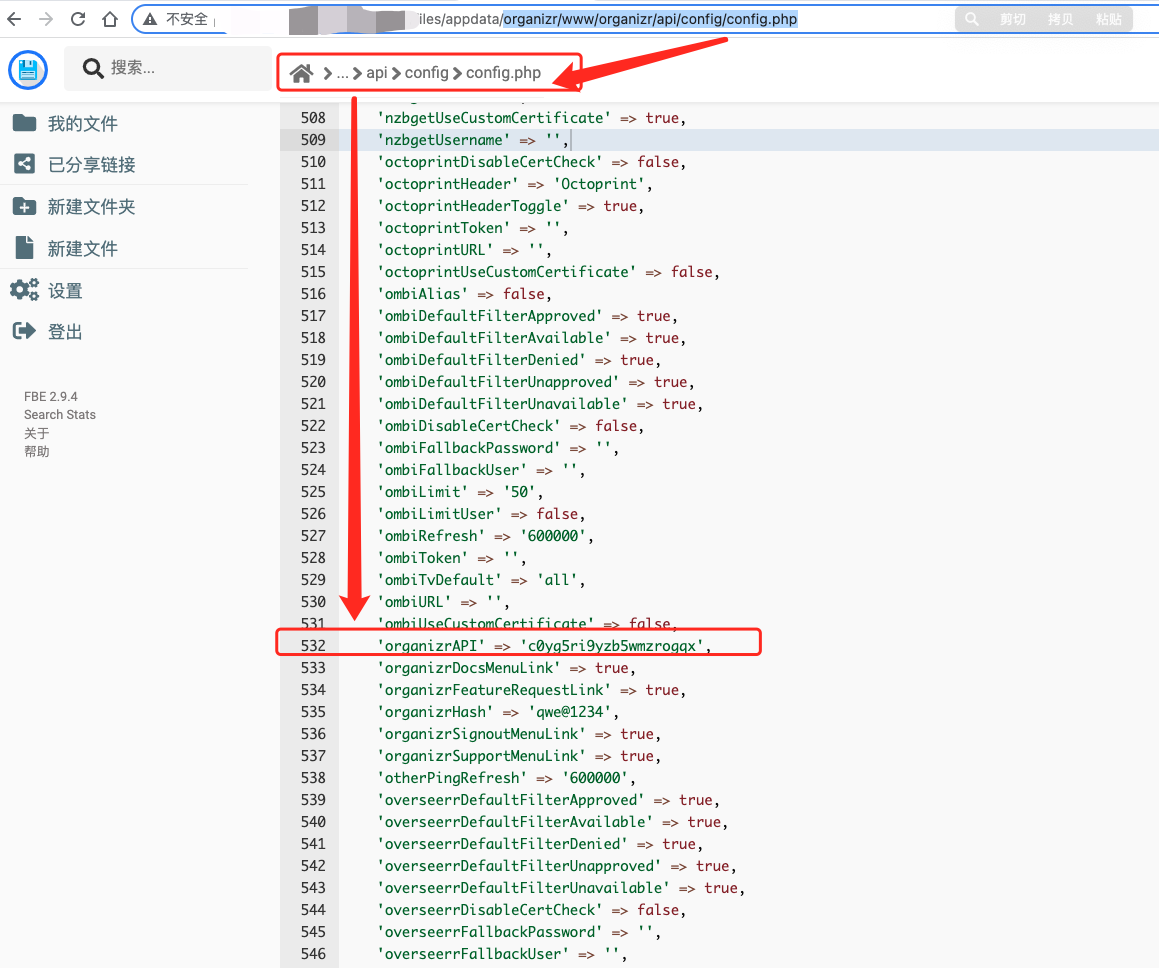 不安全
iles/appdata/organizr/www/organizr/api/config/config.php
剪切 拷贝 粘贴
搜索...
... api config config.php
我的文件
已分享链接
新建文件夹
新建文件
设置
登出
FBE 2.9.4
Search Stats
关于
帮助
508 'nzbgetUseCustomCertificate' => true,
509 'nzbgetUsername' => '',
510 'octoprintDisableCertCheck' => false,
511 'octoprintHeader' => 'Octoprint',
512 'octoprintHeaderToggle' => true,
513 'octoprintToken' => '',
514 'octoprintURL' => '',
515 'octoprintUseCustomCertificate' => false,
516 'ombiAlias' => false,
517 'ombiDefaultFilterApproved' => true,
518 'ombiDefaultFilterAvailable' => true,
519 'ombiDefaultFilterDenied' => true,
520 'ombiDefaultFilterUnapproved' => true,
521 'ombiDefaultFilterUnavailable' => true,
522 'ombiDisableCertCheck' => false,
523 'ombiFallbackPassword' => '',
524 'ombiFallbackUser' => '',
525 'ombiLimit' => '50',
526 'ombiLimitUser' => false,
527 'ombiRefresh' => '600000',
528 'ombiToken' => '',
529 'ombiTvDefault' => 'all',
530 'ombiURL' => '',
531 'ombiUseCustomCertificate' => false,
532 'organizrAPI' => 'c0yg5ri9yzb5wmzroggx',
533 'organizrDocsMenuLink' => true,
534 'organizrFeatureRequestLink' => true,
535 'organizrHash' => 'qwe@1234',
536 'organizrSignoutMenuLink' => true,
537 'organizrSupportMenuLink' => true,
538 'otherPingRefresh' => '600000',
539 'overseerrDefaultFilterApproved' => true,
540 'overseerrDefaultFilterAvailable' => true,
541 'overseerrDefaultFilterDenied' => true,
542 'overseerrDefaultFilterUnapproved' => true,
543 'overseerrDefaultFilterUnavailable' => true,
544 'overseerrDisableCertCheck' => false,
545 'overseerrFallbackPassword' => '',
546 'overseerrFallbackUser' => '',